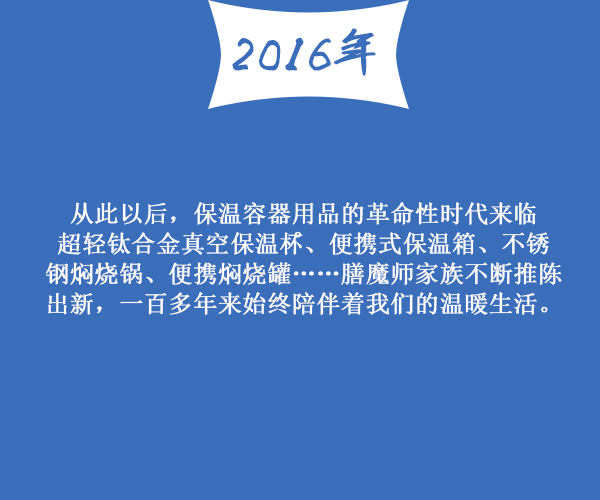 2016年
从此以后，保温容器用品的革命性时代来临
超轻钛合金真空保温杯、便携式保温箱、不锈
钢焖烧锅、便携焖烧罐……膳魔师家族不断推陈
出新，一百多年来始终陪伴着我们的温暖生活。